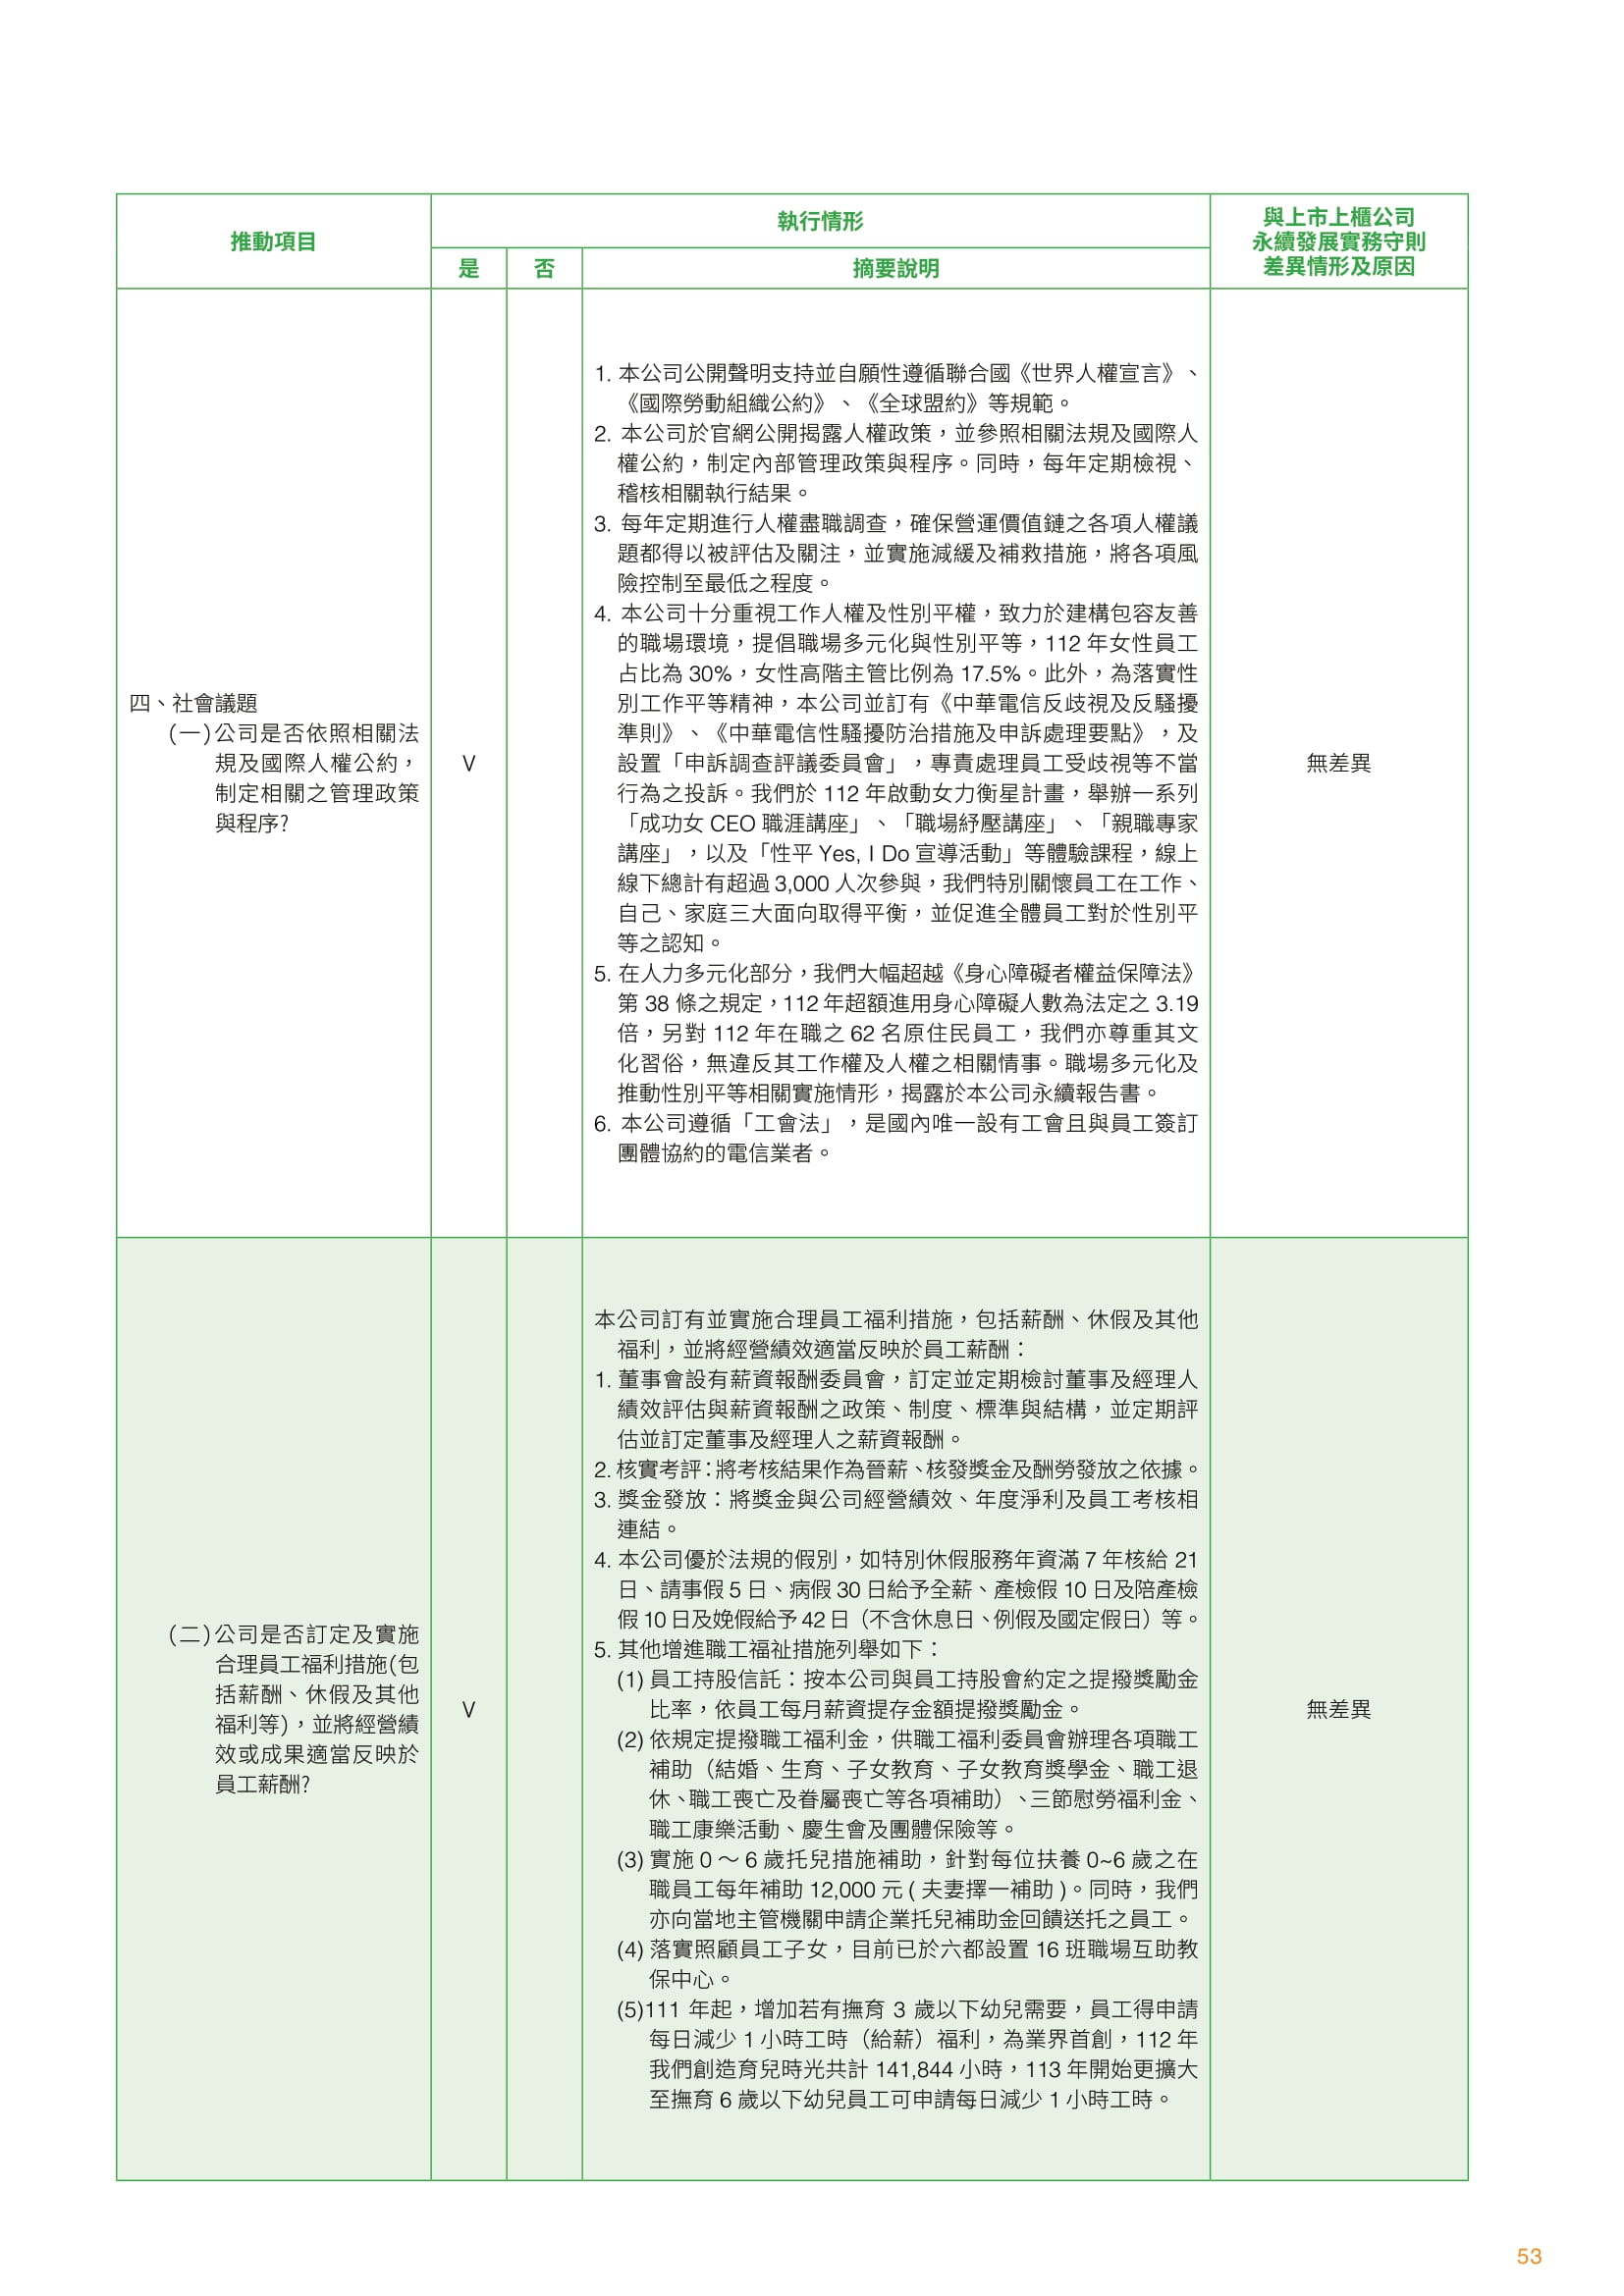 推動項目
執行情形
與上市上櫃公司
永續發展實務守則
差異情形及原因
是
否
摘要說明
四、社會議題
(一)公司是否依照相關法
規及國際人權公約，
制定相關之管理政策
與程序?
V
1. 本公司公開聲明支持並自願性遵循聯合國《世界人權宣言》、
《國際勞動組織公約》、《全球盟約》等規範。
2. 本公司於官網公開揭露人權政策，並參照相關法規及國際人
權公約，制定內部管理政策與程序。同時，每年定期檢視、
稽核相關執行結果。
3. 每年定期進行人權盡職調查，確保營運價值鏈之各項人權議
題都得以被評估及關注，並實施減緩及補救措施，將各項風
險控制至最低之程度。
4. 本公司十分重視工作人權及性別平權，致力於建構包容友善
的職場環境，提倡職場多元化與性別平等，112 年女性員工
占比為 30%，女性高階主管比例為 17.5%。此外，為落實性
別工作平等精神，本公司並訂有《中華電信反歧視及反騷擾
準則》、《中華電信性騷擾防治措施及申訴處理要點》，及
設置「申訴調查評議委員會」，專責處理員工受歧視等不當
行為之投訴。我們於 112 年啟動女力衡星計畫，舉辦一系列
「成功女 CEO 職涯講座」、「職場紓壓講座」、「親職專家
講座」，以及「性平 Yes, I Do 宣導活動」等體驗課程，線上
線下總計有超過 3,000 人次參與，我們特別關懷員工在工作、
自己、家庭三大面向取得平衡，並促進全體員工對於性別平
等之認知。
5. 在人力多元化部分，我們大幅超越《身心障礙者權益保障法》
第 38 條之規定，112 年超額進用身心障礙人數為法定之 3.19
倍，另對 112 年在職之 62 名原住民員工，我們亦尊重其文
化習俗，無違反其工作權及人權之相關情事。職場多元化及
推動性別平等相關實施情形，揭露於本公司永續報告書。
6. 本公司遵循「工會法」，是國內唯一設有工會且與員工簽訂
團體協約的電信業者。
無差異
(二)公司是否訂定及實施
合理員工福利措施(包
括薪酬、休假及其他
福利等)，並將經營績
效或成果適當反映於
員工薪酬?
V
本公司訂有並實施合理員工福利措施，包括薪酬、休假及其他
福利，並將經營績效適當反映於員工薪酬：
1. 董事會設有薪資報酬委員會，訂定並定期檢討董事及經理人
績效評估與薪資報酬之政策、制度、標準與結構，並定期評
估並訂定董事及經理人之薪資報酬。
2. 核實考評：將考核結果作為晉薪、核發獎金及酬勞發放之依據。
3. 獎金發放：將獎金與公司經營績效、年度淨利及員工考核相
連結。
4. 本公司優於法規的假別，如特別休假服務年資滿 7 年核給 21
日、請事假 5 日、病假 30 日給予全薪、產檢假 10 日及陪產檢
假 10 日及娩假給予 42 日（不含休息日、例假及國定假日）等。
5. 其他增進職工福祉措施列舉如下：
(1) 員工持股信託：按本公司與員工持股會約定之提撥獎勵金
比率，依員工每月薪資提存金額提撥獎勵金。
(2) 依規定提撥職工福利金，供職工福利委員會辦理各項職工
補助（結婚、生育、子女教育、子女教育獎學金、職工退
休、職工喪亡及眷屬喪亡等各項補助）、三節慰勞福利金、
職工康樂活動、慶生會及團體保險等。
(3) 實施 0 ～ 6 歲托兒措施補助，針對每位扶養 0~6 歲之在
職員工每年補助 12,000 元 ( 夫妻擇一補助 )。同時，我們
亦向當地主管機關申請企業托兒補助金回饋送托之員工。
(4) 落實照顧員工子女，目前已於六都設置 16 班職場互助教
保中心。
(5)111 年起，增加若有撫育 3 歲以下幼兒需要，員工得申請
每日減少 1 小時工時（給薪）福利，為業界首創，112 年
我們創造育兒時光共計 141,844 小時，113 年開始更擴大
至撫育 6 歲以下幼兒員工可申請每日減少 1 小時工時。
無差異
53